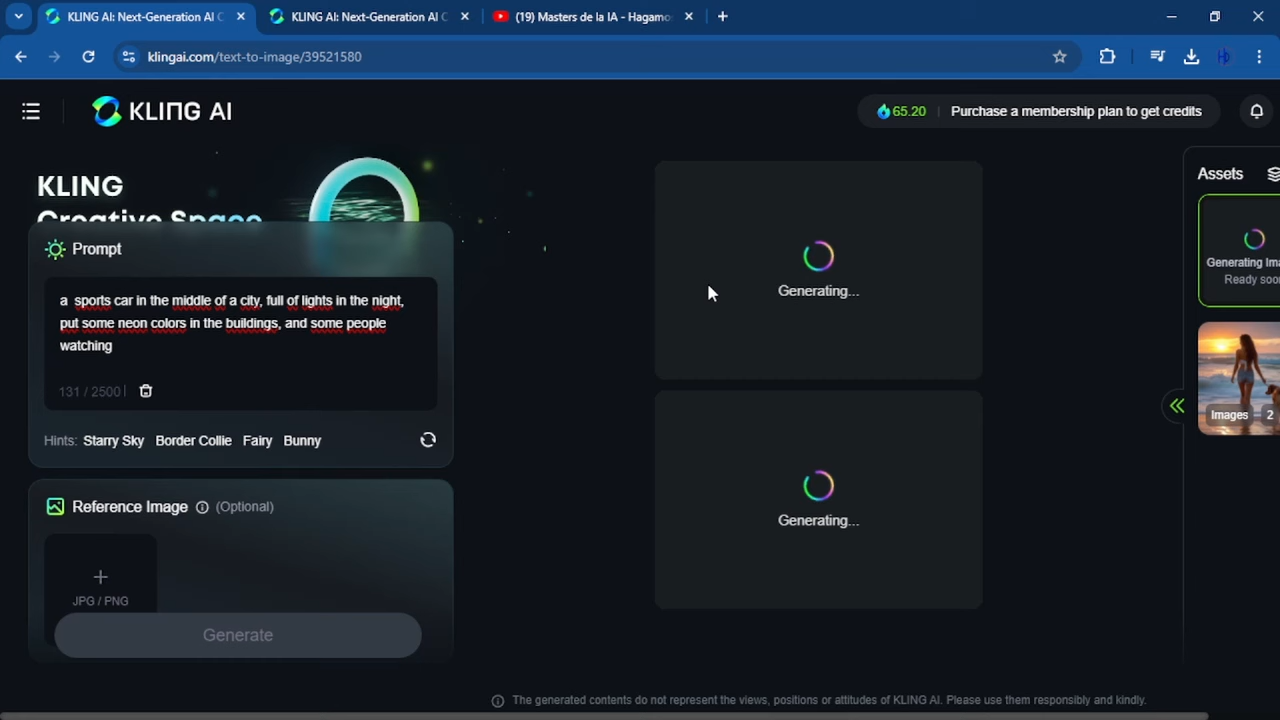 KLING AI: Next-Generation AI C
KLING AI: Next-Generation AI C
(19) Masters de la IA - Hagamo
klingai.com/text-to-image/39521580
KLING AI
65.20
Purchase a membership plan to get credits
KLING
Creative Space
Prompt
a sports car in the middle of a city, full of lights in the night,
put some neon colors in the buildings, and some people
watching
131 / 2500
Hints: Starry Sky Border Collie Fairy Bunny
Reference Image (Optional)
JPG / PNG
Generate
Generating...
Generating...
Assets
Generating Ima
Ready soon
Images – 2
The generated contents do not represent the views, positions or attitudes of KLING AI. Please use them responsibly and kindly.